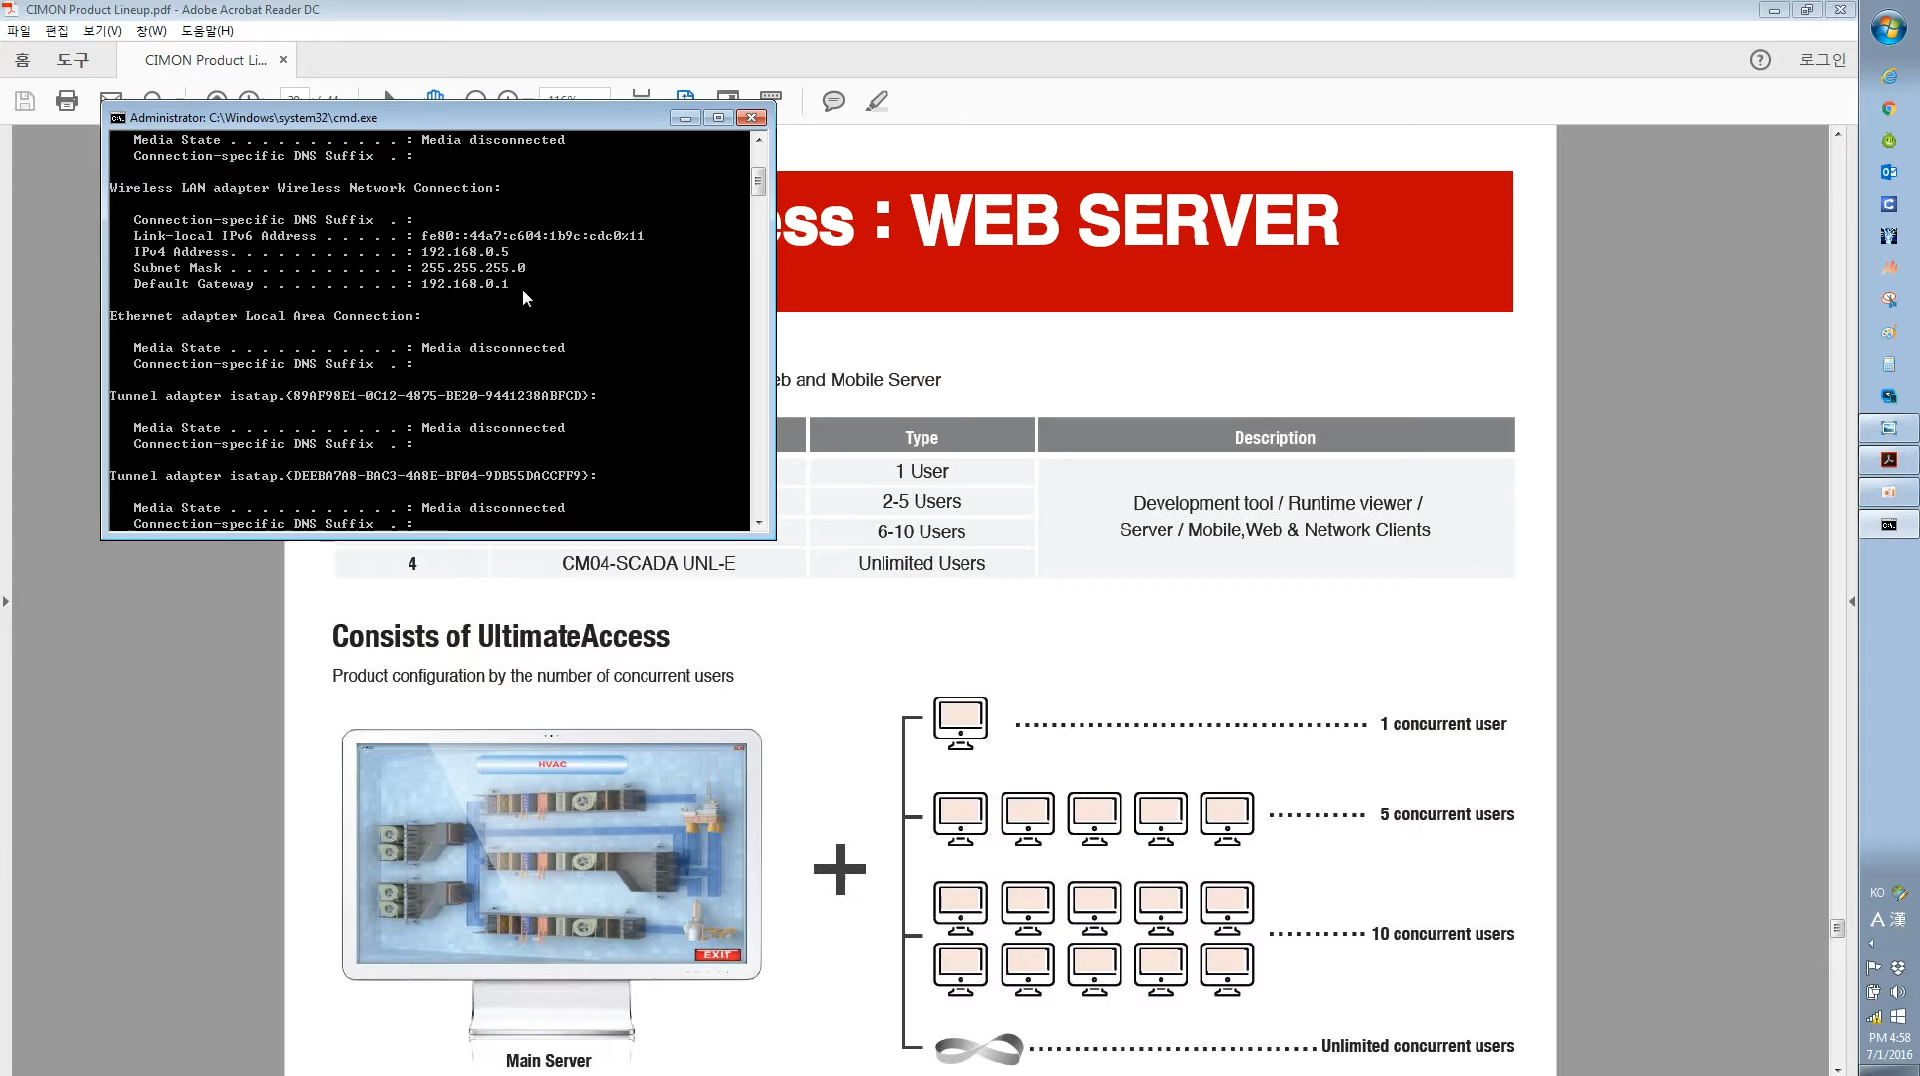 CIMON Product Lineup.pdf - Adobe Acrobat Reader DC
파일 편집 보기(V) 창(W) 도움말(H)
홈 도구 CIMON Product Li... × ? 로그인
116%
Administrator: C:\Windows\system32\cmd.exe
Media State . . . . . . . . . . . : Media disconnected
Connection-specific DNS Suffix . :
Wireless LAN adapter Wireless Network Connection:
Connection-specific DNS Suffix . :
Link-local IPv6 Address . . . . . : fe80::44a7:c604:1b9c:cdc0%11
IPv4 Address. . . . . . . . . . . : 192.168.0.5
Subnet Mask . . . . . . . . . . . : 255.255.255.0
Default Gateway . . . . . . . . . : 192.168.0.1
Ethernet adapter Local Area Connection:
Media State . . . . . . . . . . . : Media disconnected
Connection-specific DNS Suffix . :
Tunnel adapter isatap.{89AF98E1-0C12-4875-BE20-9441238ABFCD}:
Media State . . . . . . . . . . . : Media disconnected
Connection-specific DNS Suffix . :
Tunnel adapter isatap.{DEEBA7A8-BAC3-4A8E-BF04-9DB55DACCFF9}:
Media State . . . . . . . . . . . : Media disconnected
Connection-specific DNS Suffix . :
ess : WEB SERVER
eb and Mobile Server
Type Description
1 User
2-5 Users
6-10 Users
Development tool / Runtime viewer /
Server / Mobile,Web & Network Clients
4 CM04-SCADA UNL-E Unlimited Users
Consists of UltimateAccess
Product configuration by the number of concurrent users
HVAC
EXIT
Main Server
1 concurrent user
5 concurrent users
10 concurrent users
Unlimited concurrent users
KO
A 漢
PM 4:58
7/1/2016